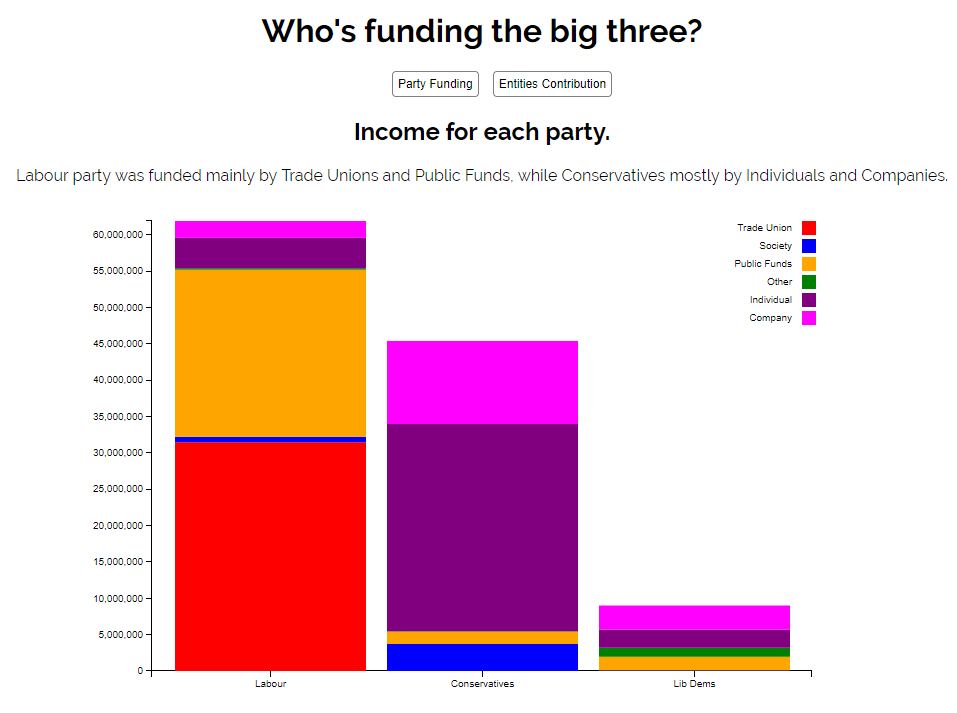 Who's funding the big three?
Party Funding
Entities Contribution
Income for each party.
Labour party was funded mainly by Trade Unions and Public Funds, while Conservatives mostly by Individuals and Companies.
60,000,000
55,000,000
50,000,000
45,000,000
40,000,000
35,000,000
30,000,000
25,000,000
20,000,000
15,000,000
10,000,000
5,000,000
0
Labour
Conservatives
Lib Dems
Trade Union
Society
Public Funds
Other
Individual
Company